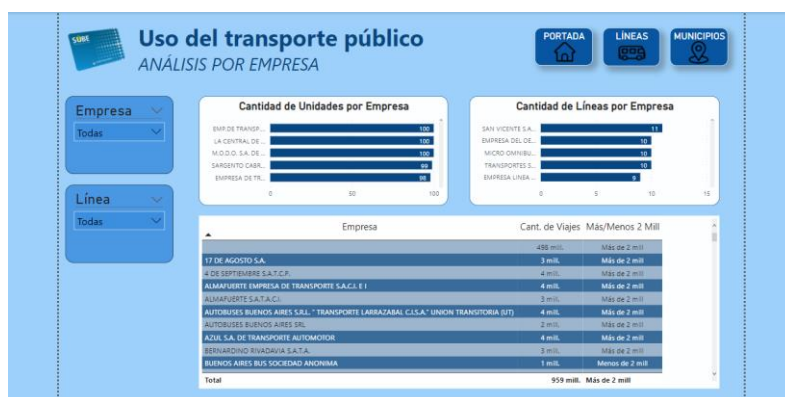 SUBE
Uso del transporte público
ANÁLISIS POR EMPRESA
PORTADA
LÍNEAS
MUNICIPIOS
Empresa
Todas
Línea
Todas
Cantidad de Unidades por Empresa
EMP.DE TRANSP... 100
LA CENTRAL DE ... 100
M.O.D.O. S.A. DE ... 100
SARGENTO CABR... 99
EMPRESA DE TR... 98
0 50 100
Cantidad de Líneas por Empresa
SAN VICENTE S.A... 11
EMPRESA DEL OE... 10
MICRO OMNIBU... 10
TRANSPORTES S... 10
EMPRESA LINEA ... 9
0 5 10 15
Empresa Cant. de Viajes Más/Menos 2 Mill
496 mill. Más de 2 mill
17 DE AGOSTO S.A. 3 mill. Más de 2 mill
4 DE SEPTIEMBRE S.A.T.C.P. 4 mill. Más de 2 mill
ALMAFUERTE EMPRESA DE TRANSPORTE S.A.C.I. E I 4 mill. Más de 2 mill
ALMAFUERTE S.A.T.A.C.I. 3 mill. Más de 2 mill
AUTOBUSES BUENOS AIRES S.R.L. " TRANSPORTE LARRAZABAL C.I.S.A." UNION TRANSITORIA (UT) 4 mill. Más de 2 mill
AUTOBUSES BUENOS AIRES SRL 2 mill. Más de 2 mill
AZUL S.A. DE TRANSPORTE AUTOMOTOR 4 mill. Más de 2 mill
BERNARDINO RIVADAVIA S.A.T.A. 3 mill. Más de 2 mill
BUENOS AIRES BUS SOCIEDAD ANONIMA 1 mill. Menos de 2 mill
Total 959 mill. Más de 2 mill